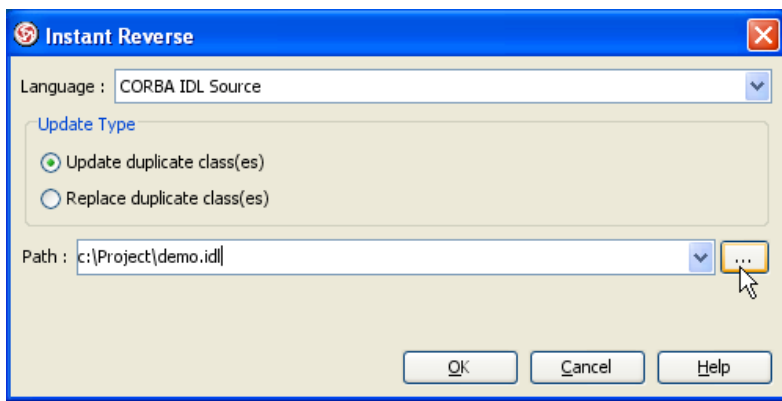 Instant Reverse
Language : CORBA IDL Source
Update Type
Update duplicate class(es)
Replace duplicate class(es)
Path : c:\Project\demo.idl ...
OK Cancel Help